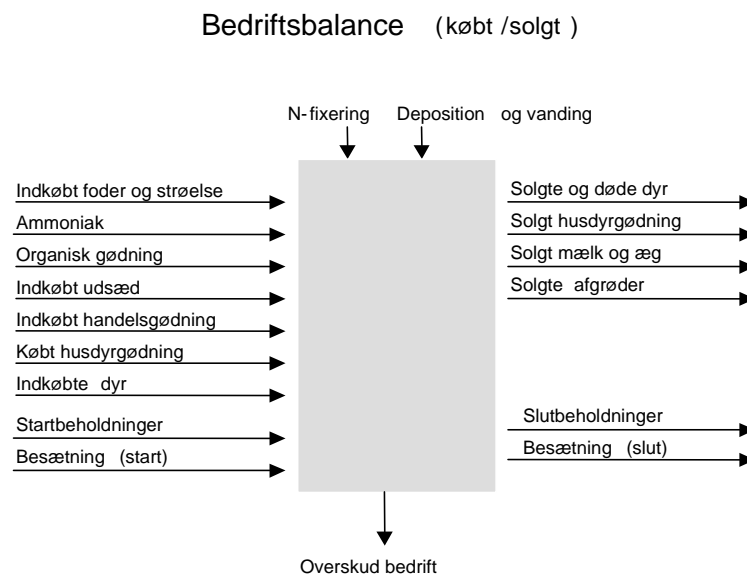 Bedriftsbalance (købt /solgt )
N-fixering Deposition og vanding
Indkøbt foder og strøelse
Ammoniak
Organisk gødning
Indkøbt udsæd
Indkøbt handelsgødning
Købt husdyrgødning
Indkøbte dyr
Startbeholdninger
Besætning (start)
Solgte og døde dyr
Solgt husdyrgødning
Solgt mælk og æg
Solgte afgrøder
Slutbeholdninger
Besætning (slut)
Overskud bedrift